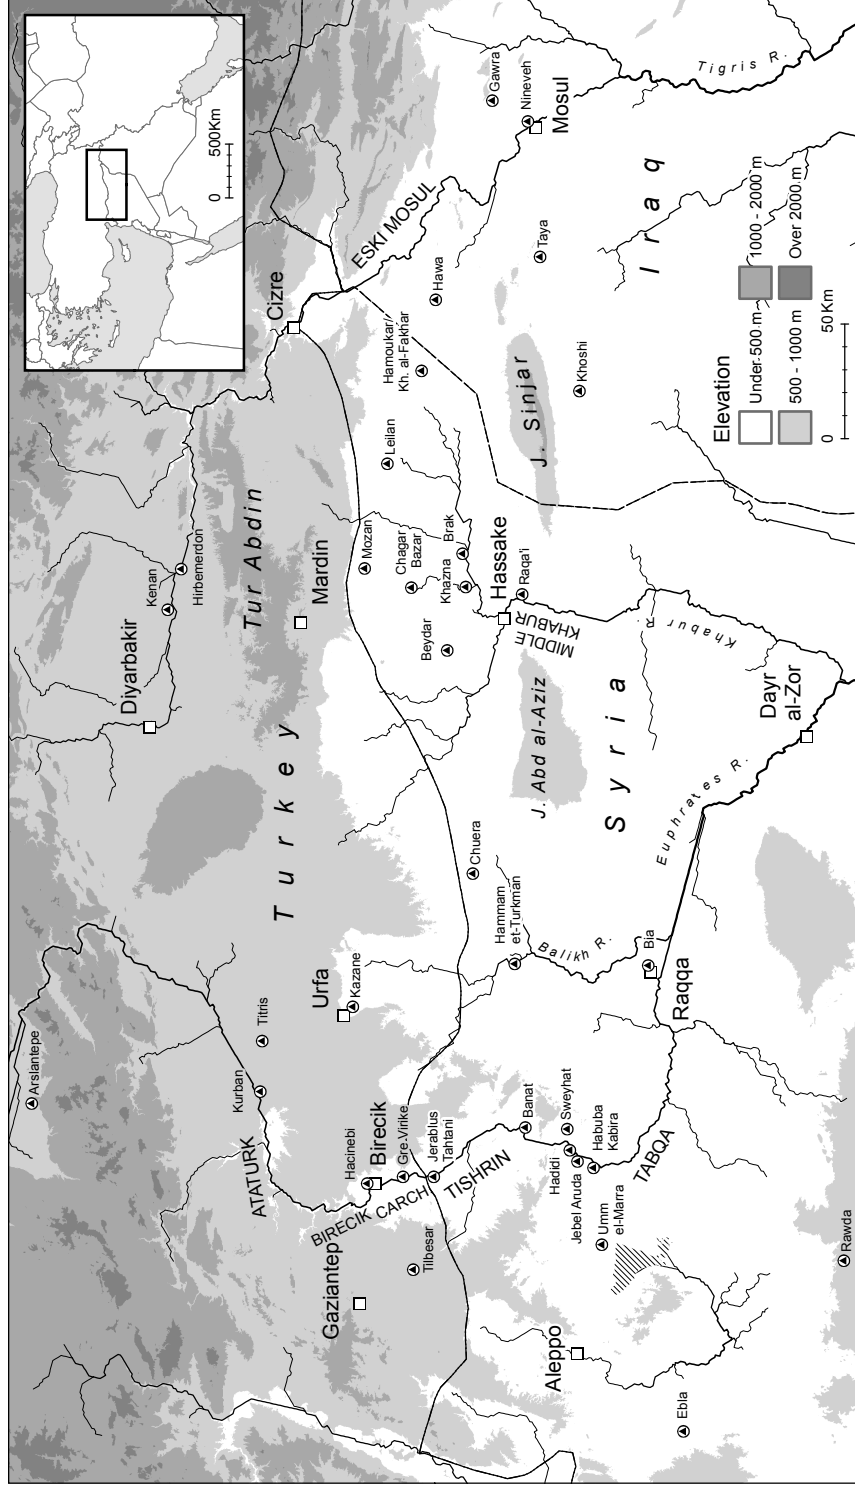 500Km
0
Arslantepe
Diyarbakir
Kenan
Hirbemerdon
Cizre
Tur Abdin
Mardin
Turkey
Titris
Kurban
ATATURK
Urfa
Kazane
Hacinebi
Birecik
Gre Virike
Jerablus
Tahtani
BIRECIK
CARCH
TISHRIN
Gaziantep
Tilbesar
ESKI MOSUL
Gawra
Nineveh
Mosul
Tigris R.
Iraq
Taya
Hawa
Hamoukar/
Kh. al-Fakhar
Khoshi
J. Sinjar
Leilan
Mozan
Chagar
Bazar
Brak
Khazna
Hassake
Raqa'i
Beydar
MIDDLE
KHABUR
Khabur R.
J. Abd al-Aziz
Syria
Dayr
al-Zor
Euphrates R.
Chuera
Hammam
et-Turkman
Balikh R.
Bia
Raqqa
Banat
Sweyhat
Hadidi
Habuba
Kabira
Jebel Aruda
TABQA
Umm
el-Marra
Aleppo
Ebla
Rawda
Elevation
Under 500 m
1000 - 2000 m
500 - 1000 m
Over 2000 m
0
50 Km